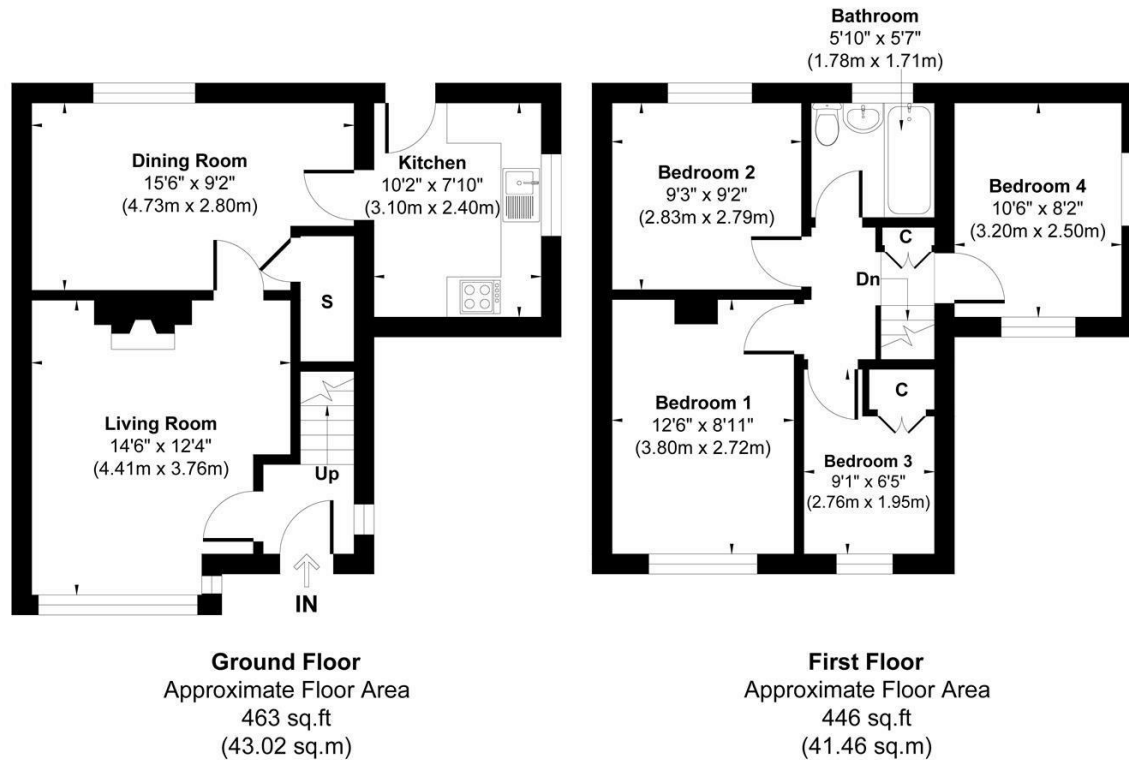 Dining Room
15'6" x 9'2"
(4.73m x 2.80m)
Kitchen
10'2" x 7'10"
(3.10m x 2.40m)
S
Living Room
14'6" x 12'4"
(4.41m x 3.76m)
Up
IN
Ground Floor
Approximate Floor Area
463 sq.ft
(43.02 sq.m)
Bathroom
5'10" x 5'7"
(1.78m x 1.71m)
Bedroom 2
9'3" x 9'2"
(2.83m x 2.79m)
Bedroom 4
10'6" x 8'2"
(3.20m x 2.50m)
C
Dn
Bedroom 1
12'6" x 8'11"
(3.80m x 2.72m)
C
Bedroom 3
9'1" x 6'5"
(2.76m x 1.95m)
First Floor
Approximate Floor Area
446 sq.ft
(41.46 sq.m)